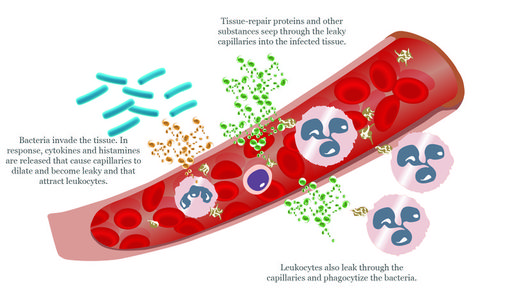 Tissue-repair proteins and other
substances seep through the leaky
capillaries into the infected tissue.
Bacteria invade the tissue. In
response, cytokines and histamines
are released that cause capillaries to
dilate and become leaky and that
attract leukocytes.
Leukocytes also leak through the
capillaries and phagocytize the bacteria.